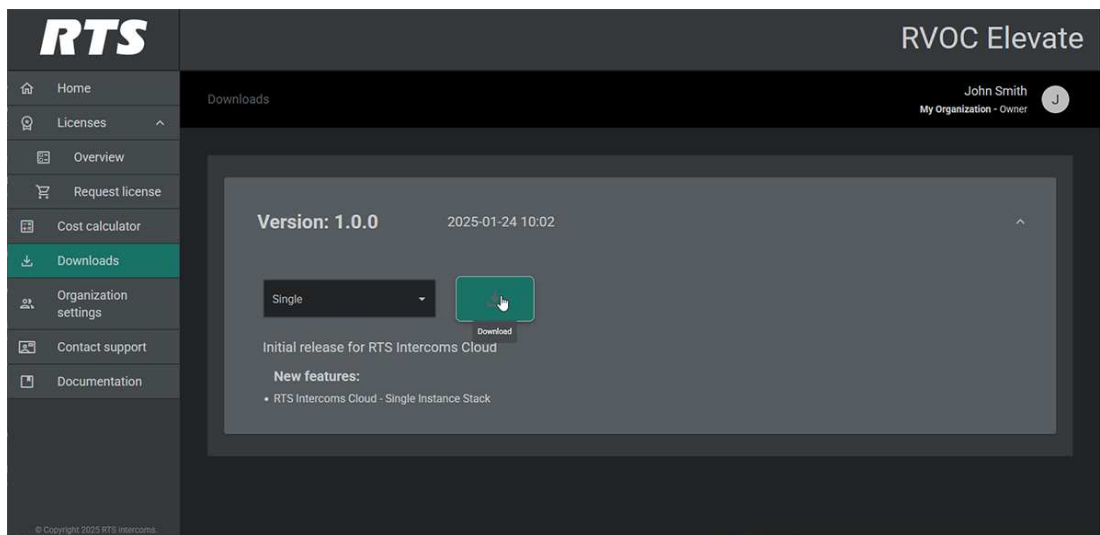 RTS
RVOC Elevate
Home
Licenses
Overview
Request license
Cost calculator
Downloads
Organization
settings
Contact support
Documentation
© Copyright 2025 RTS intercoms.
Downloads
John Smith
My Organization - Owner
J
Version: 1.0.0
2025-01-24 10:02
Single
Download
Initial release for RTS Intercoms Cloud
New features:
• RTS Intercoms Cloud - Single Instance Stack